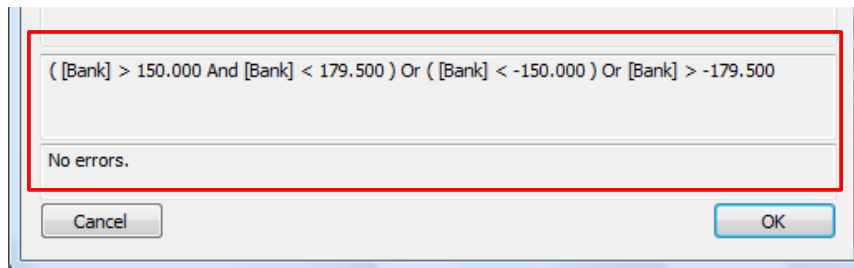 ( [Bank] > 150.000 And [Bank] < 179.500 ) Or ( [Bank] < -150.000 ) Or [Bank] > -179.500
No errors.
Cancel OK